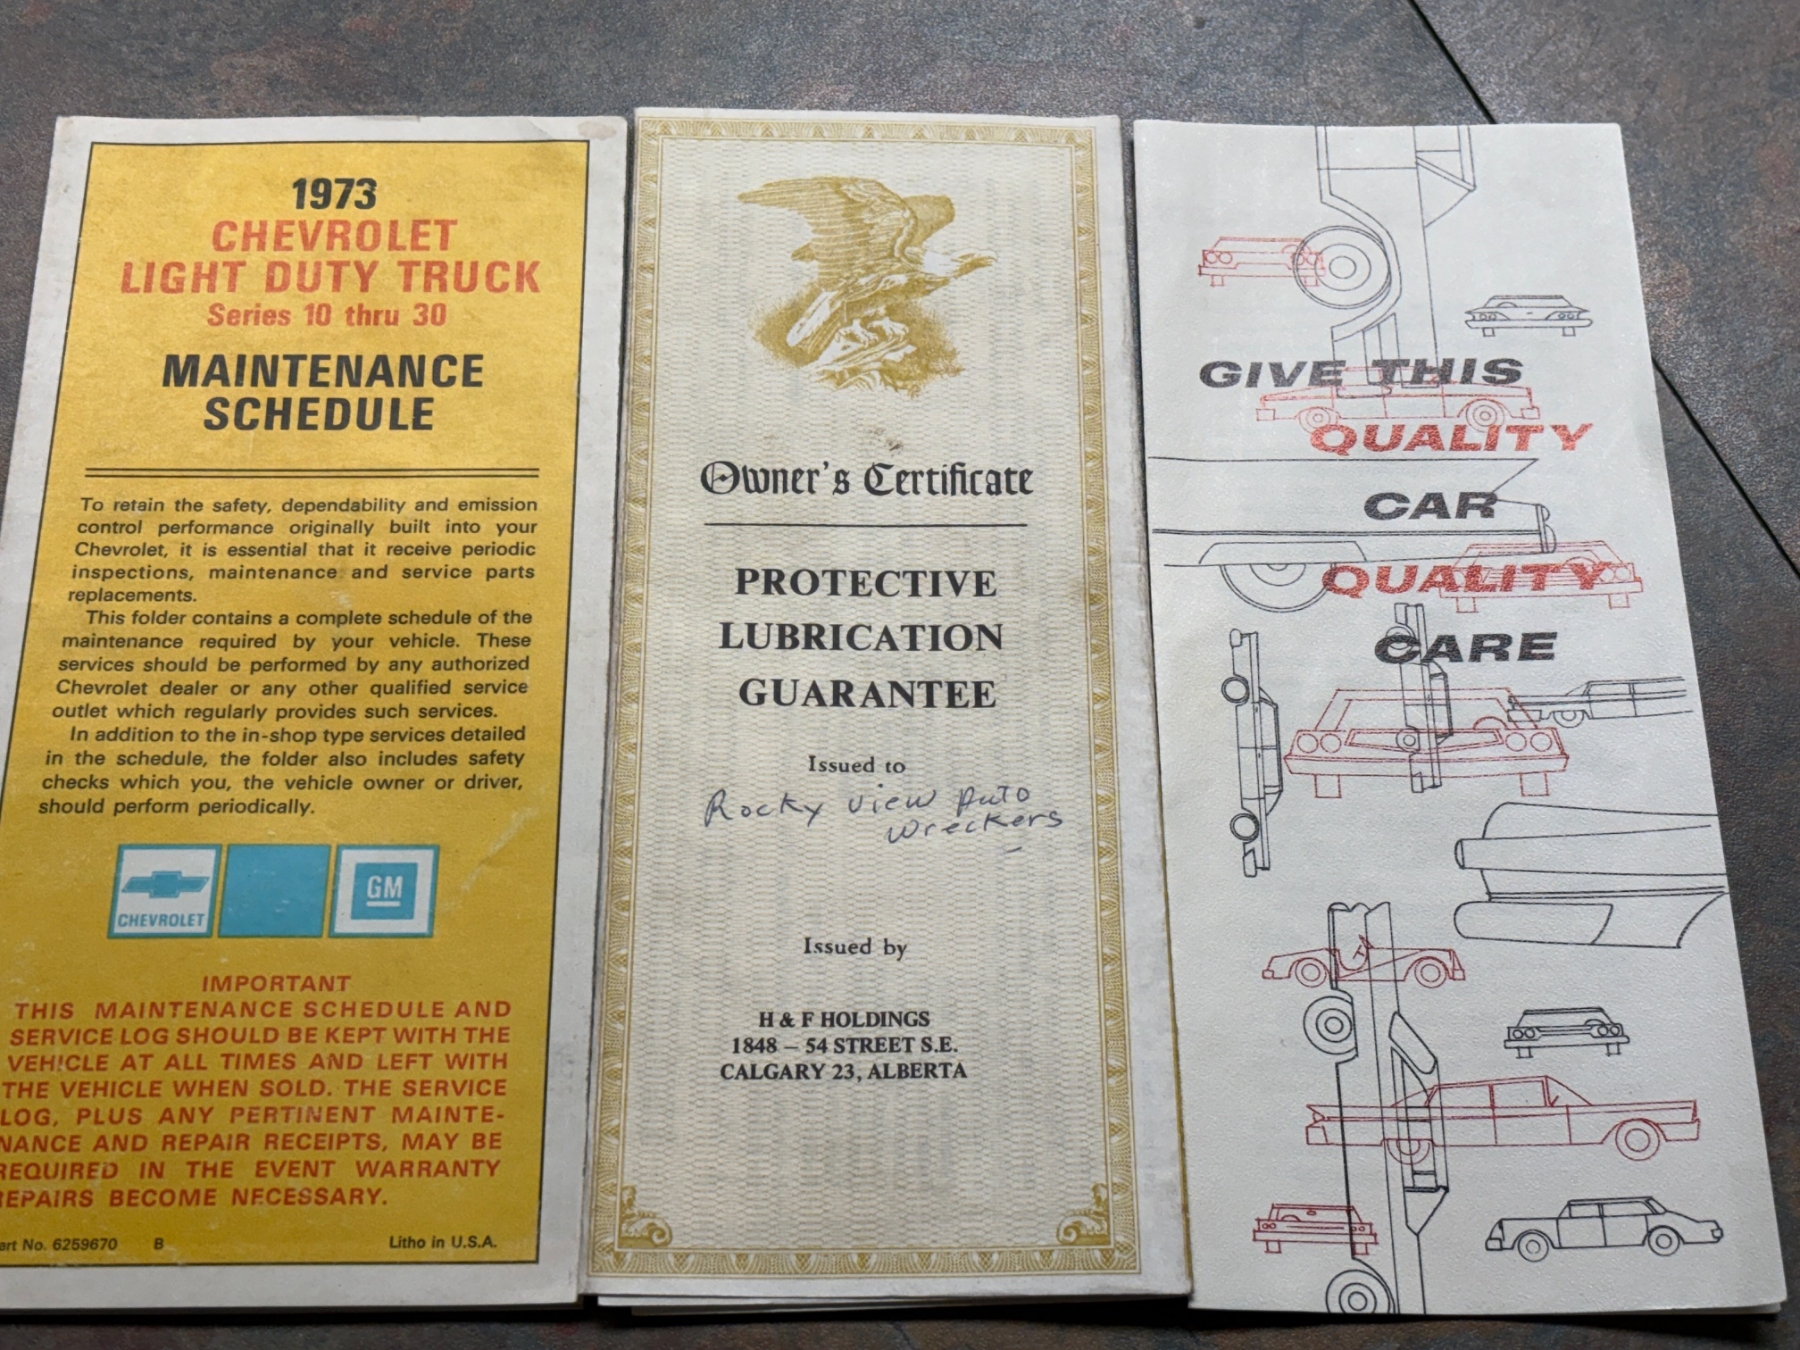 1973
CHEVROLET
LIGHT DUTY TRUCK
Series 10 thru 30
MAINTENANCE
SCHEDULE
To retain the safety, dependability and emission
control performance originally built into your
Chevrolet, it is essential that it receive periodic
inspections, maintenance and service parts
replacements.
This folder contains a complete schedule of the
maintenance required by your vehicle. These
services should be performed by any authorized
Chevrolet dealer or any other qualified service
outlet which regularly provides such services.
In addition to the in-shop type services detailed
in the schedule, the folder also includes safety
checks which you, the vehicle owner or driver,
should perform periodically.
CHEVROLET
GM
IMPORTANT
THIS MAINTENANCE SCHEDULE AND
SERVICE LOG SHOULD BE KEPT WITH THE
VEHICLE AT ALL TIMES AND LEFT WITH
THE VEHICLE WHEN SOLD. THE SERVICE
LOG, PLUS ANY PERTINENT MAINTE-
NANCE AND REPAIR RECEIPTS, MAY BE
REQUIRED IN THE EVENT WARRANTY
REPAIRS BECOME NECESSARY.
art No. 6259670 B Litho in U.S.A.
Owner's Certificate
PROTECTIVE
LUBRICATION
GUARANTEE
Issued to
Rocky View Auto
Wreckers
Issued by
H & F HOLDINGS
1848 – 54 STREET S.E.
CALGARY 23, ALBERTA
GIVE THIS
QUALITY
CAR
QUALITY
CARE